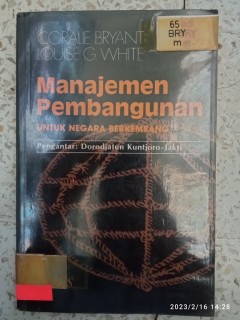 CORALIE BRYANT
LOUISE G WHITE
65
BRY
m
Manajemen
Pembangunan
UNTUK NEGARA BERKEMBANG
Pengantar: Dorodjatun Kuntjoro-Jakti
2023/2/16 14:28